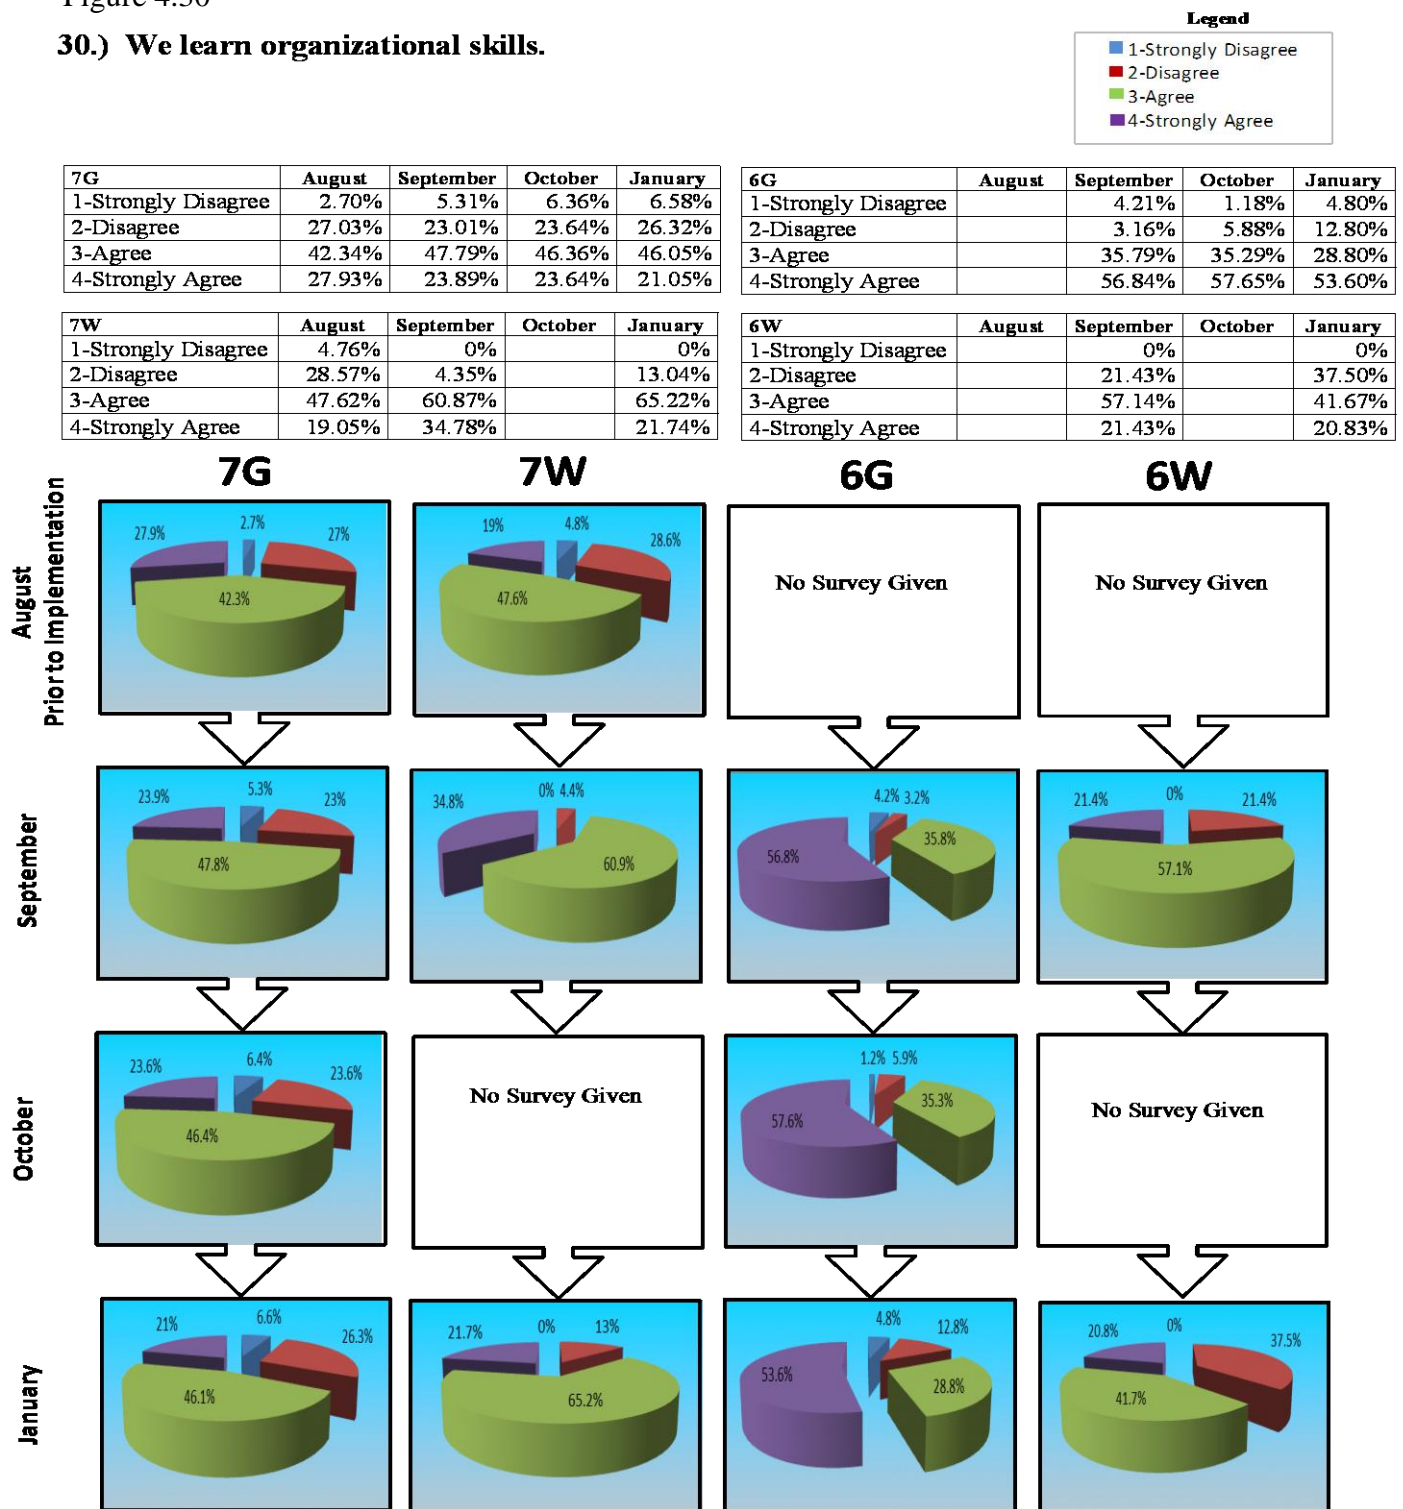 Figure 4.30
30.) We learn organizational skills.
Legend
1-Strongly Disagree
2-Disagree
3-Agree
4-Strongly Agree
7G August September October January
1-Strongly Disagree 2.70% 5.31% 6.36% 6.58%
2-Disagree 27.03% 23.01% 23.64% 26.32%
3-Agree 42.34% 47.79% 46.36% 46.05%
4-Strongly Agree 27.93% 23.89% 23.64% 21.05%
6G August September October January
1-Strongly Disagree 4.21% 1.18% 4.80%
2-Disagree 3.16% 5.88% 12.80%
3-Agree 35.79% 35.29% 28.80%
4-Strongly Agree 56.84% 57.65% 53.60%
7W August September October January
1-Strongly Disagree 4.76% 0% 0%
2-Disagree 28.57% 4.35% 13.04%
3-Agree 47.62% 60.87% 65.22%
4-Strongly Agree 19.05% 34.78% 21.74%
6W August September October January
1-Strongly Disagree 0% 0%
2-Disagree 21.43% 37.50%
3-Agree 57.14% 41.67%
4-Strongly Agree 21.43% 20.83%
7G 7W 6G 6W
August
Prior to Implementation
27.9% 2.7% 27%
42.3%
19% 4.8% 28.6%
47.6%
No Survey Given
No Survey Given
September
23.9% 5.3% 23%
47.8%
34.8% 0% 4.4%
60.9%
4.2% 3.2%
35.8%
56.8%
21.4% 0% 21.4%
57.1%
October
23.6% 6.4% 23.6%
46.4%
No Survey Given
1.2% 5.9%
35.3%
57.6%
No Survey Given
January
21% 6.6% 26.3%
46.1%
21.7% 0% 13%
65.2%
4.8% 12.8%
53.6% 28.8%
20.8% 0% 37.5%
41.7%